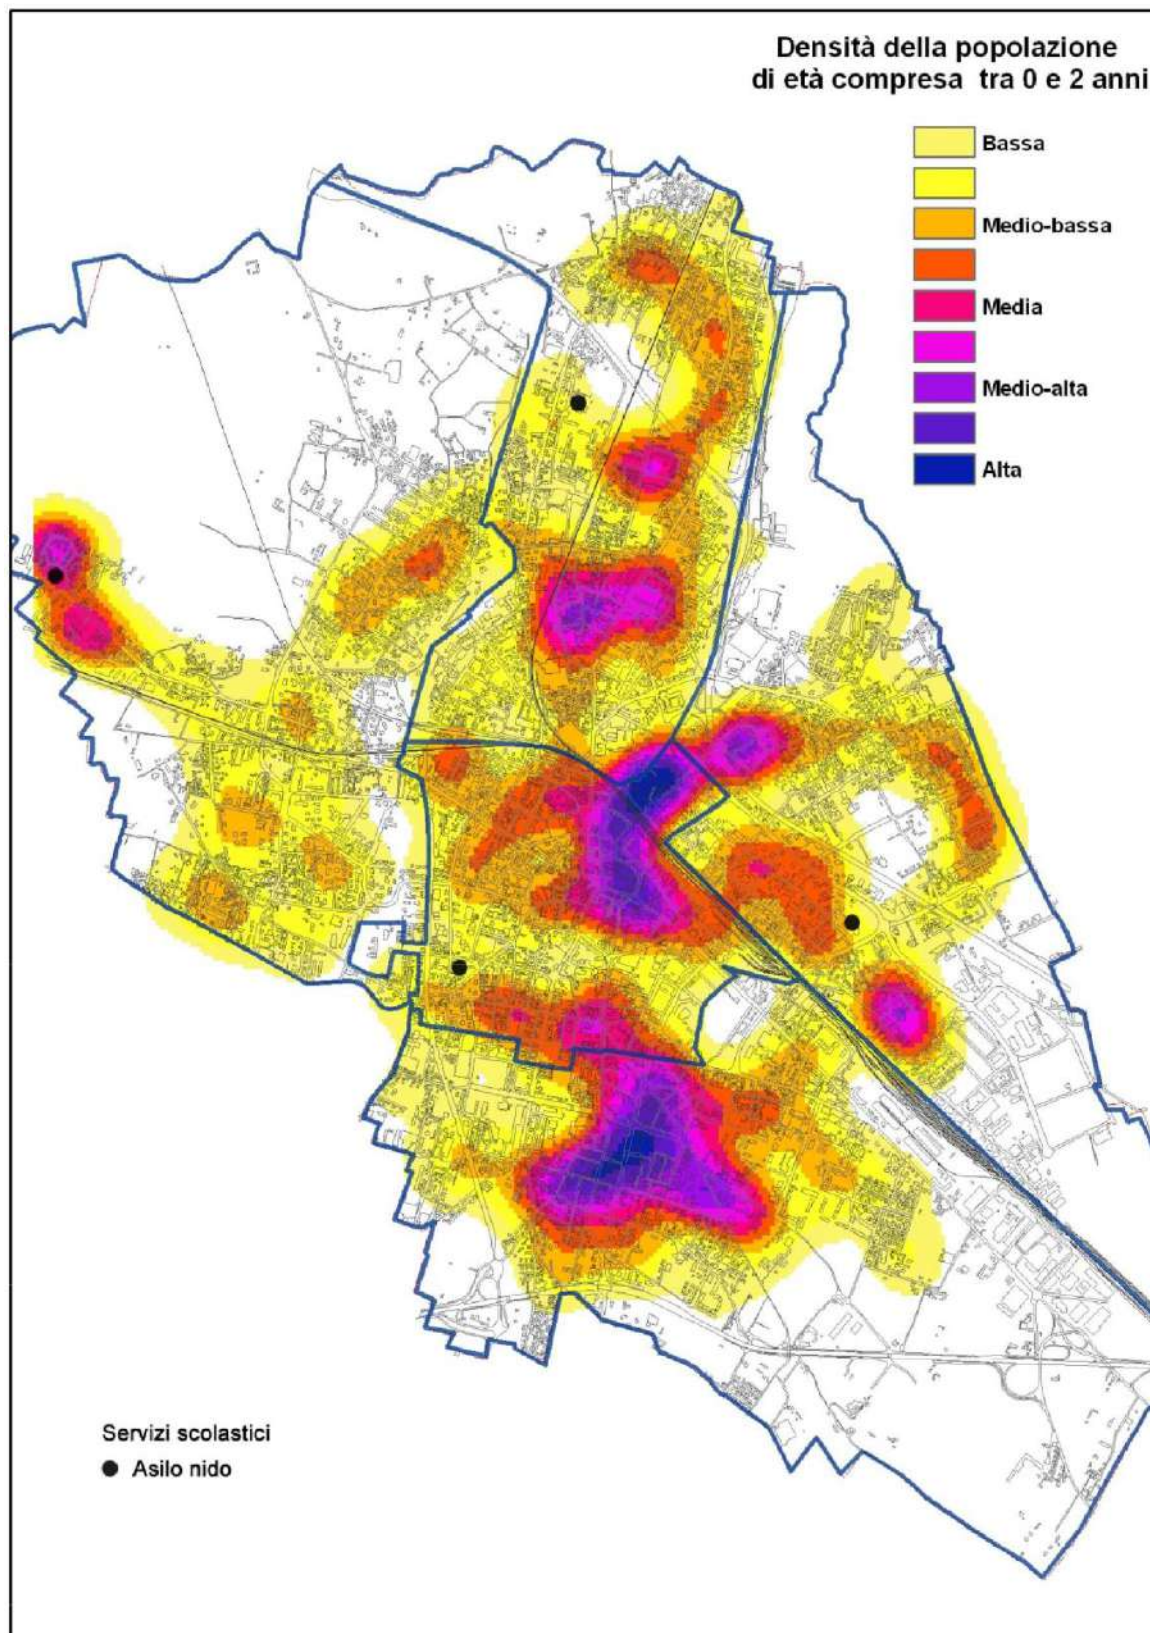 Densità della popolazione
di età compresa tra 0 e 2 anni
Bassa
Medio-bassa
Media
Medio-alta
Alta
Servizi scolastici
Asilo nido